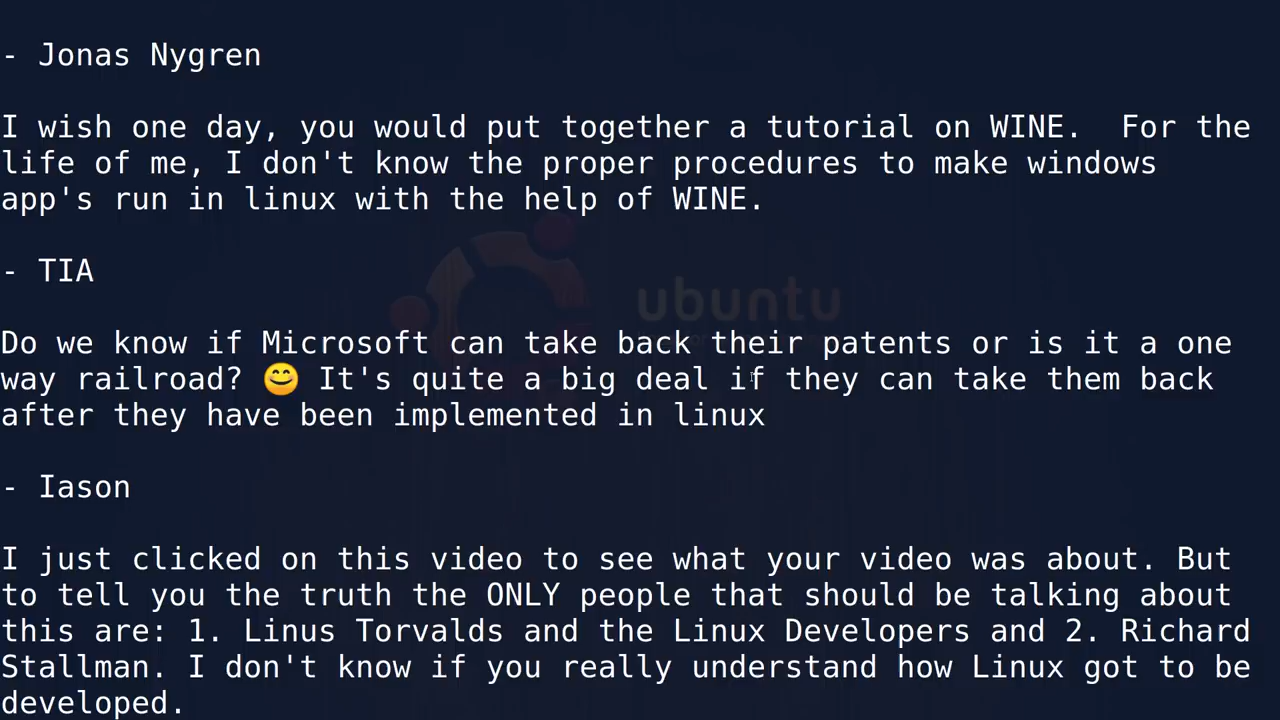 - Jonas Nygren
I wish one day, you would put together a tutorial on WINE.  For the
life of me, I don't know the proper procedures to make windows
app's run in linux with the help of WINE.
- TIA
ubuntu
Do we know if Microsoft can take back their patents or is it a one
way railroad? 😊 It's quite a big deal if they can take them back
after they have been implemented in linux
- Iason
I just clicked on this video to see what your video was about. But
to tell you the truth the ONLY people that should be talking about
this are: 1. Linus Torvalds and the Linux Developers and 2. Richard
Stallman. I don't know if you really understand how Linux got to be
developed.